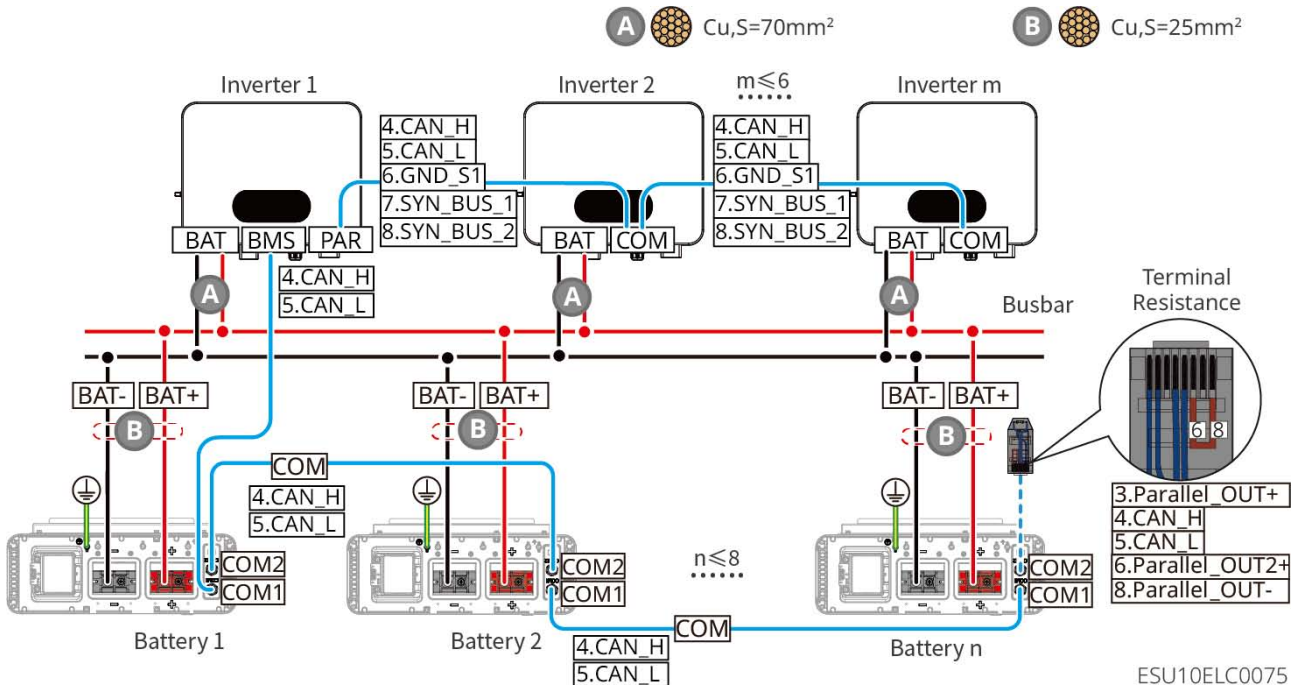 A Cu,S=70mm²
B Cu,S=25mm²
Inverter 1
Inverter 2
m≤6
Inverter m
4.CAN_H
5.CAN_L
6.GND_S1
7.SYN_BUS_1
8.SYN_BUS_2
4.CAN_H
5.CAN_L
6.GND_S1
7.SYN_BUS_1
8.SYN_BUS_2
BAT
BMS
PAR
BAT
COM
BAT
COM
4.CAN_H
5.CAN_L
A
A
A
Busbar
Terminal
Resistance
6 8
BAT-
BAT+
BAT-
BAT+
BAT-
BAT+
B
B
B
COM
4.CAN_H
5.CAN_L
3.Parallel_OUT+
4.CAN_H
5.CAN_L
6.Parallel_OUT2+
8.Parallel_OUT-
- +
COM2
COM1
- +
COM2
COM1
n≤8
- +
COM2
COM1
Battery 1
Battery 2
Battery n
COM
4.CAN_H
5.CAN_L
ESU10ELC0075